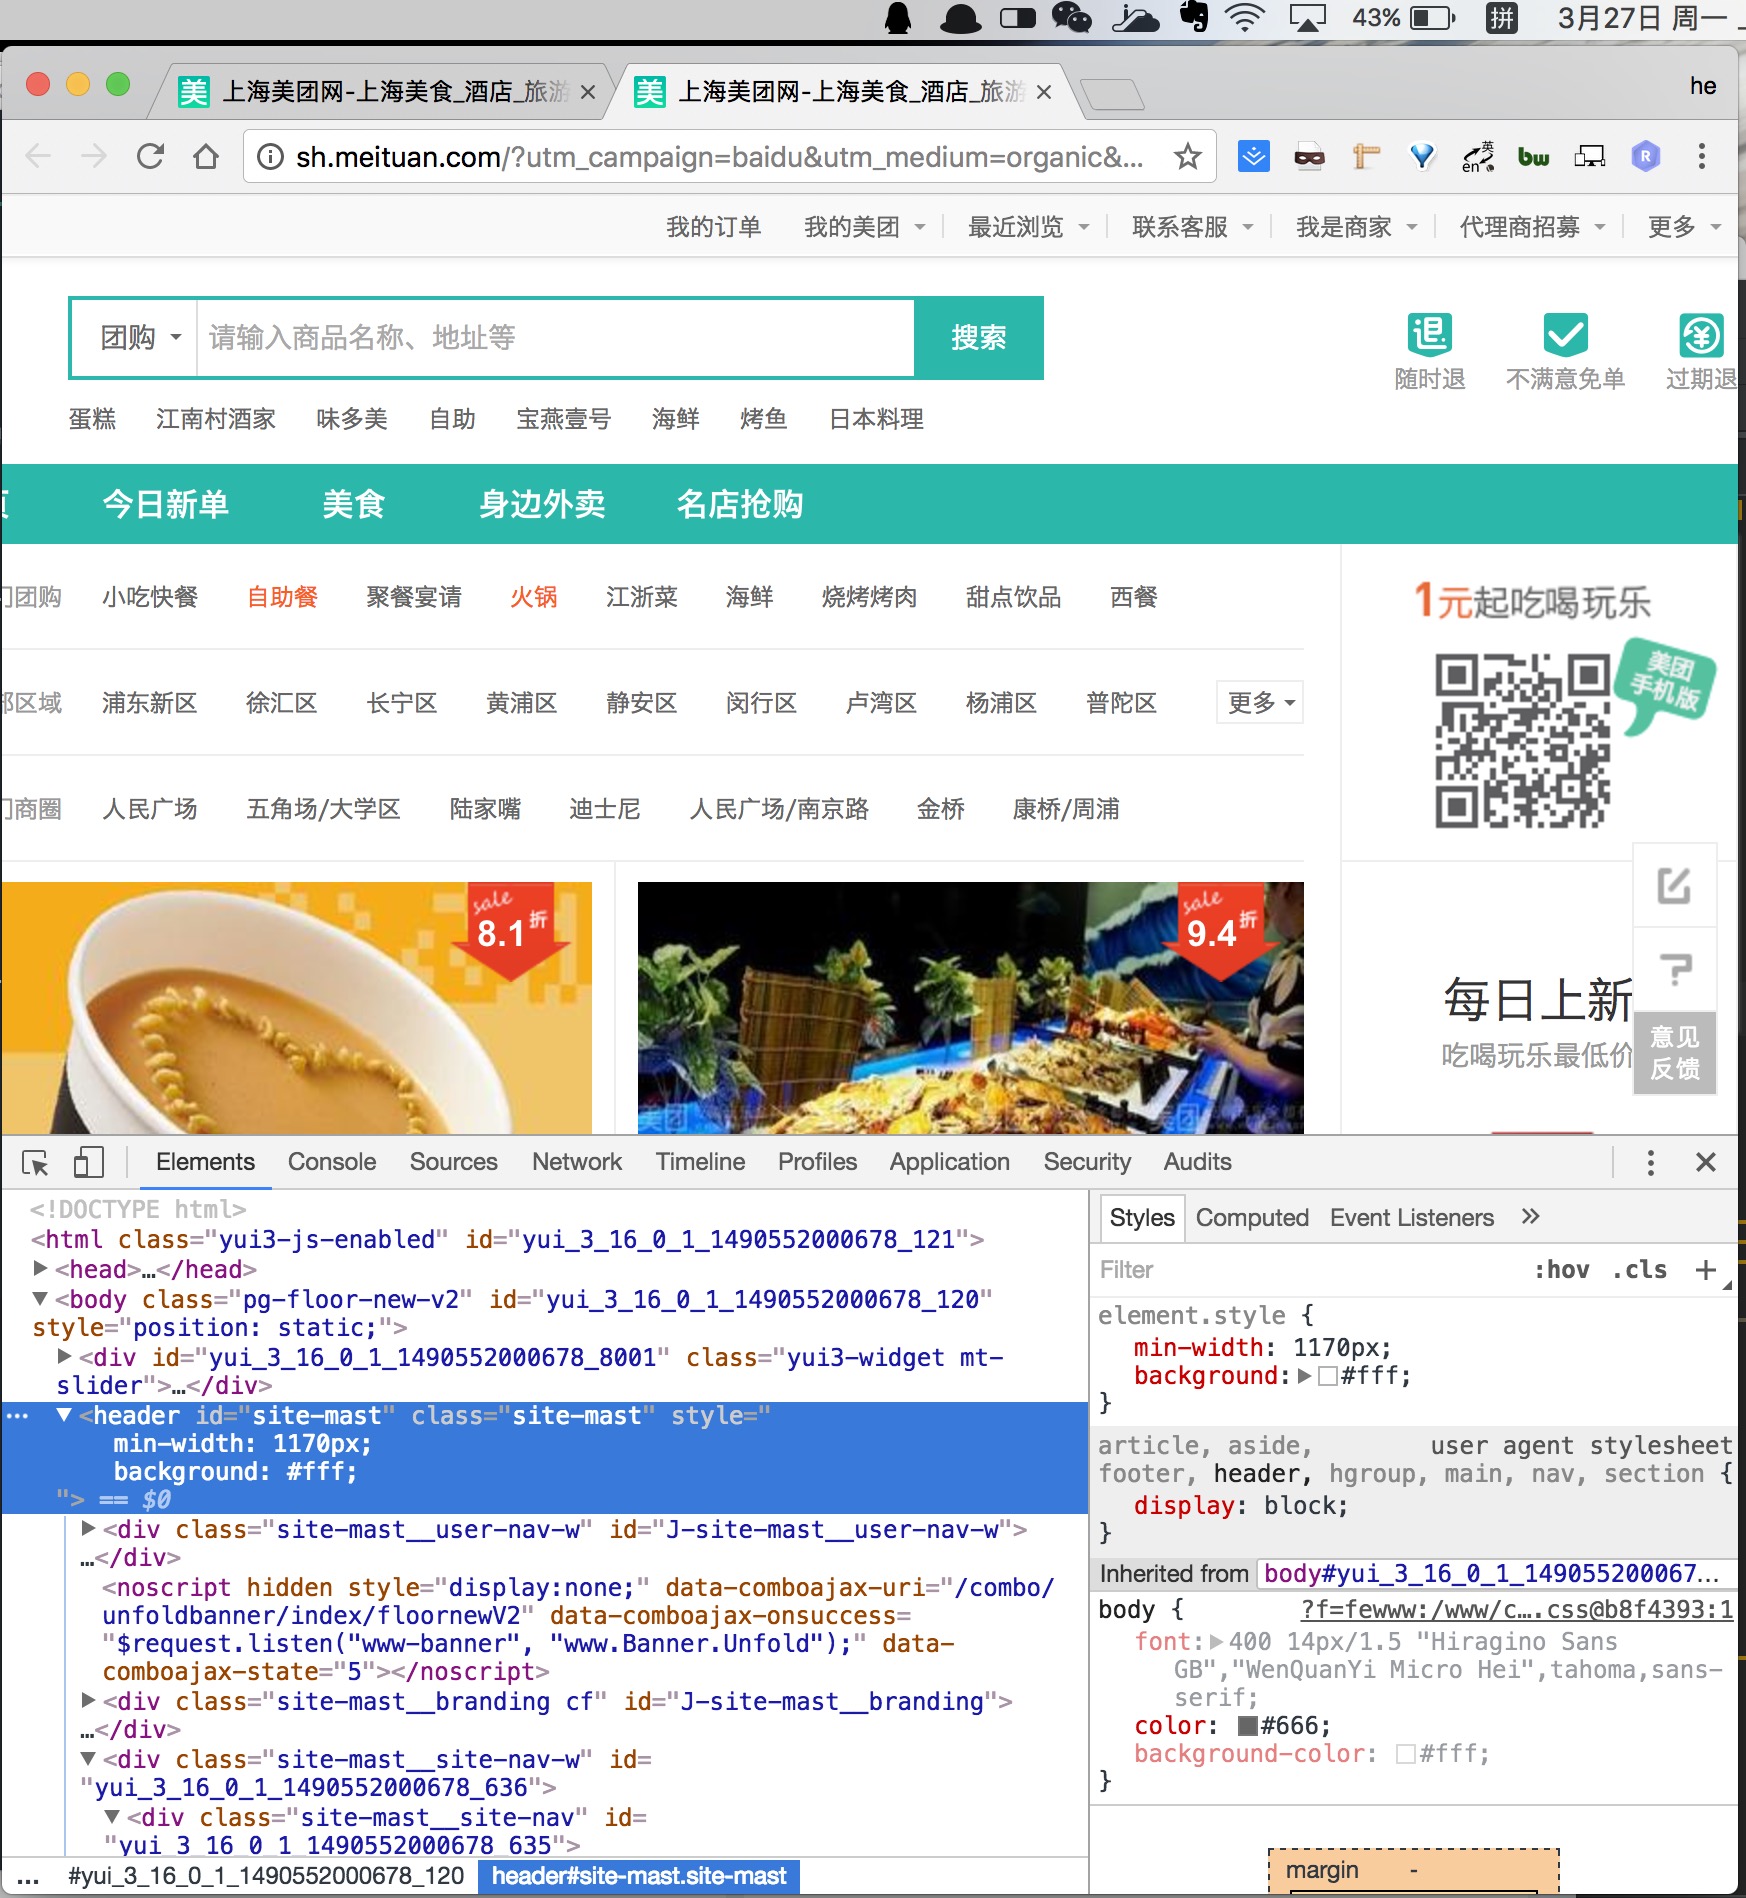 43%
拼
3月27日 周一
上海美团网-上海美食_酒店_旅游
上海美团网-上海美食_酒店_旅游
he
sh.meituan.com/?utm_campaign=baidu&utm_medium=organic&...
英
en
bw
R
我的订单 我的美团 最近浏览 联系客服 我是商家 代理商招募 更多
团购 请输入商品名称、地址等 搜索
退
随时退 不满意免单 过期退
蛋糕 江南村酒家 味多美 自助 宝燕壹号 海鲜 烤鱼 日本料理
今日新单 美食 身边外卖 名店抢购
团购 小吃快餐 自助餐 聚餐宴请 火锅 江浙菜 海鲜 烧烤烤肉 甜点饮品 西餐
1元起吃喝玩乐
美团
手机版
区域 浦东新区 徐汇区 长宁区 黄浦区 静安区 闵行区 卢湾区 杨浦区 普陀区 更多
商圈 人民广场 五角场/大学区 陆家嘴 迪士尼 人民广场/南京路 金桥 康桥/周浦
sale
8.1折
sale
9.4折
美团
美团
每日上新
吃喝玩乐最低价
意见
反馈
Elements Console Sources Network Timeline Profiles Application Security Audits
<!DOCTYPE html>
<html class="yui3-js-enabled" id="yui_3_16_0_1_1490552000678_121">
<head>…</head>
<body class="pg-floor-new-v2" id="yui_3_16_0_1_1490552000678_120"
style="position: static;">
<div id="yui_3_16_0_1_1490552000678_8001" class="yui3-widget mt-
slider">…</div>
… <header id="site-mast" class="site-mast" style="
min-width: 1170px;
background: #fff;
"> == $0
<div class="site-mast__user-nav-w" id="J-site-mast__user-nav-w">
…</div>
<noscript hidden style="display:none;" data-comboajax-uri="/combo/
unfoldbanner/index/floornewV2" data-comboajax-onsuccess=
"$request.listen("www-banner", "www.Banner.Unfold");" data-
comboajax-state="5"></noscript>
<div class="site-mast__branding cf" id="J-site-mast__branding">
…</div>
<div class="site-mast__site-nav-w" id=
"yui_3_16_0_1_1490552000678_636">
<div class="site-mast__site-nav" id=
"yui_3_16_0_1_1490552000678_635">
... #yui_3_16_0_1_1490552000678_120 header#site-mast.site-mast
Styles Computed Event Listeners »
Filter :hov .cls +
element.style {
min-width: 1170px;
background: #fff;
}
article, aside, user agent stylesheet
footer, header, hgroup, main, nav, section {
display: block;
}
Inherited from body#yui_3_16_0_1_149055200067…
body { ?f=fewww:/www/c….css@b8f4393:1
font: 400 14px/1.5 "Hiragino Sans
GB","WenQuanYi Micro Hei",tahoma,sans-
serif;
color: #666;
background-color: #fff;
}
margin -